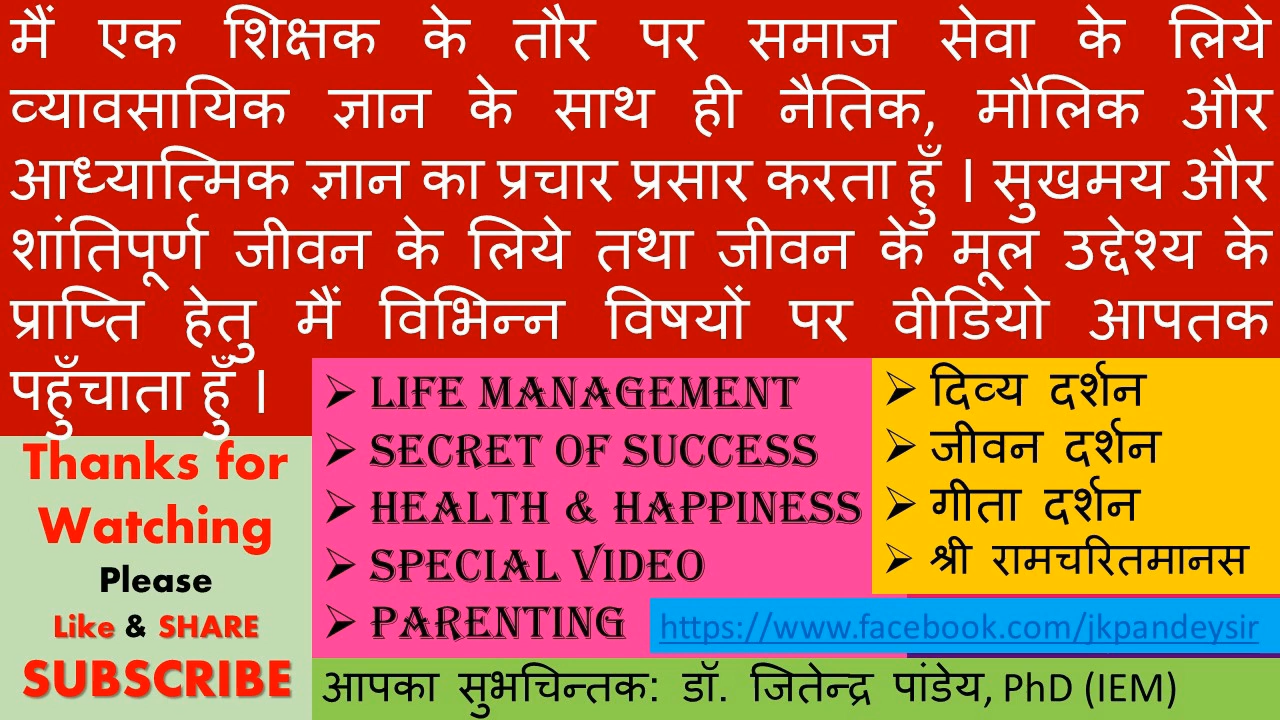 मैं एक शिक्षक के तौर पर समाज सेवा के लिये
व्यावसायिक ज्ञान के साथ ही नैतिक, मौलिक और
आध्यात्मिक ज्ञान का प्रचार प्रसार करता हुँ । सुखमय और
शांतिपूर्ण जीवन के लिये तथा जीवन के मूल उद्देश्य के
प्राप्ति हेतु मैं विभिन्न विषयों पर वीडियो आपतक
पहुँचाता हुँ ।
Thanks for
Watching
Please
Like & SHARE
SUBSCRIBE
➢ LIFE MANAGEMENT
➢ SECRET OF SUCCESS
➢ HEALTH & HAPPINESS
➢ SPECIAL VIDEO
➢ PARENTING
➢ दिव्य दर्शन
➢ जीवन दर्शन
➢ गीता दर्शन
➢ श्री रामचरितमानस
https://www.facebook.com/jkpandeysir
आपका सुभचिन्तक: डॉ. जितेन्द्र पांडेय, PhD (IEM)